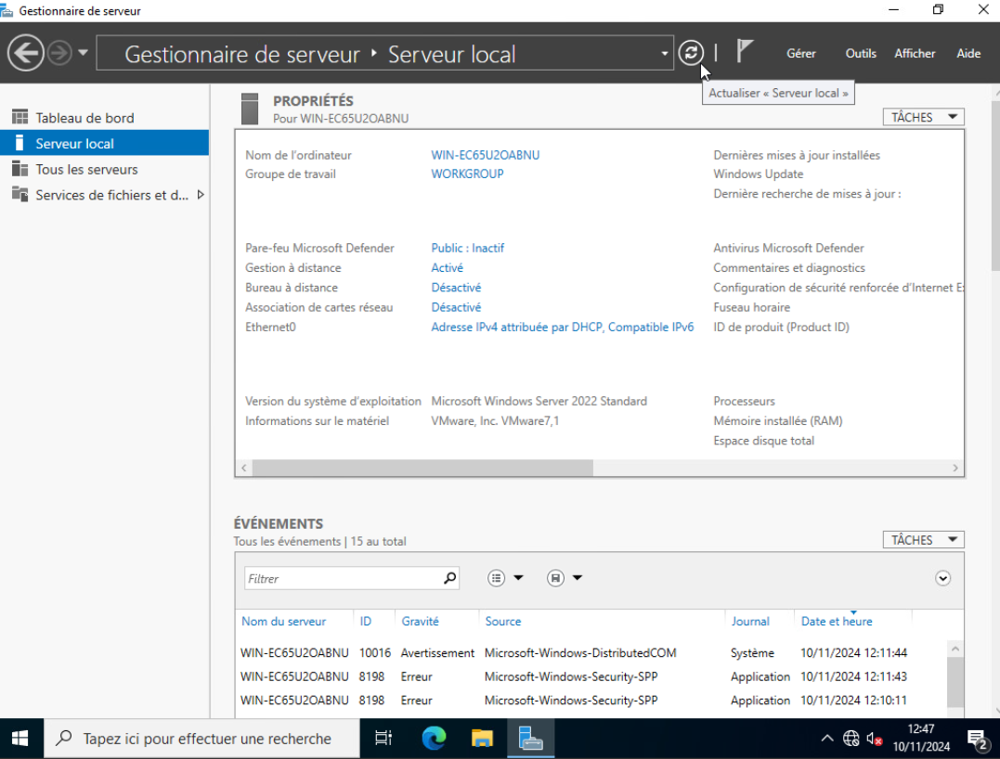 Gestionnaire de serveur
Gestionnaire de serveur ‣ Serveur local
Gérer Outils Afficher Aide
Actualiser « Serveur local »
Tableau de bord
Serveur local
Tous les serveurs
Services de fichiers et d...
PROPRIÉTÉS
Pour WIN-EC65U2OABNU
TÂCHES
Nom de l'ordinateur WIN-EC65U2OABNU Dernières mises à jour installées
Groupe de travail WORKGROUP Windows Update
Dernière recherche de mises à jour :
Pare-feu Microsoft Defender Public : Inactif Antivirus Microsoft Defender
Gestion à distance Activé Commentaires et diagnostics
Bureau à distance Désactivé Configuration de sécurité renforcée d'Internet E
Association de cartes réseau Désactivé Fuseau horaire
Ethernet0 Adresse IPv4 attribuée par DHCP, Compatible IPv6 ID de produit (Product ID)
Version du système d'exploitation Microsoft Windows Server 2022 Standard Processeurs
Informations sur le matériel VMware, Inc. VMware7,1 Mémoire installée (RAM)
Espace disque total
ÉVÉNEMENTS
Tous les événements | 15 au total
TÂCHES
Filtrer
Nom du serveur ID Gravité Source Journal Date et heure
WIN-EC65U2OABNU 10016 Avertissement Microsoft-Windows-DistributedCOM Système 10/11/2024 12:11:44
WIN-EC65U2OABNU 8198 Erreur Microsoft-Windows-Security-SPP Application 10/11/2024 12:11:43
WIN-EC65U2OABNU 8198 Erreur Microsoft-Windows-Security-SPP Application 10/11/2024 12:10:11
Tapez ici pour effectuer une recherche
12:47
10/11/2024
2